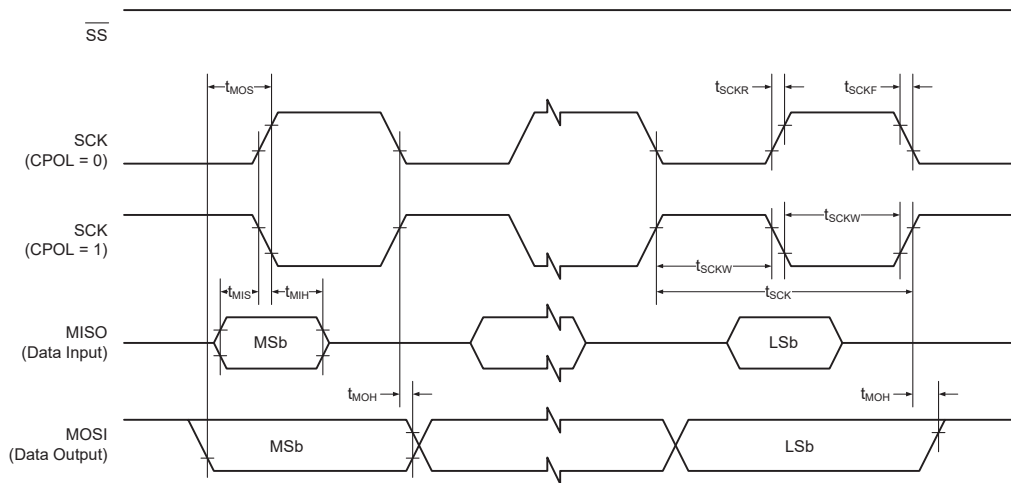 SS
tMOS
tSCKR
tSCKF
SCK
(CPOL = 0)
SCK
(CPOL = 1)
tSCKW
tSCKW
tMIS
tMIH
tSCK
MISO
(Data Input)
MSb
LSb
tMOH
tMOH
MOSI
(Data Output)
MSb
LSb